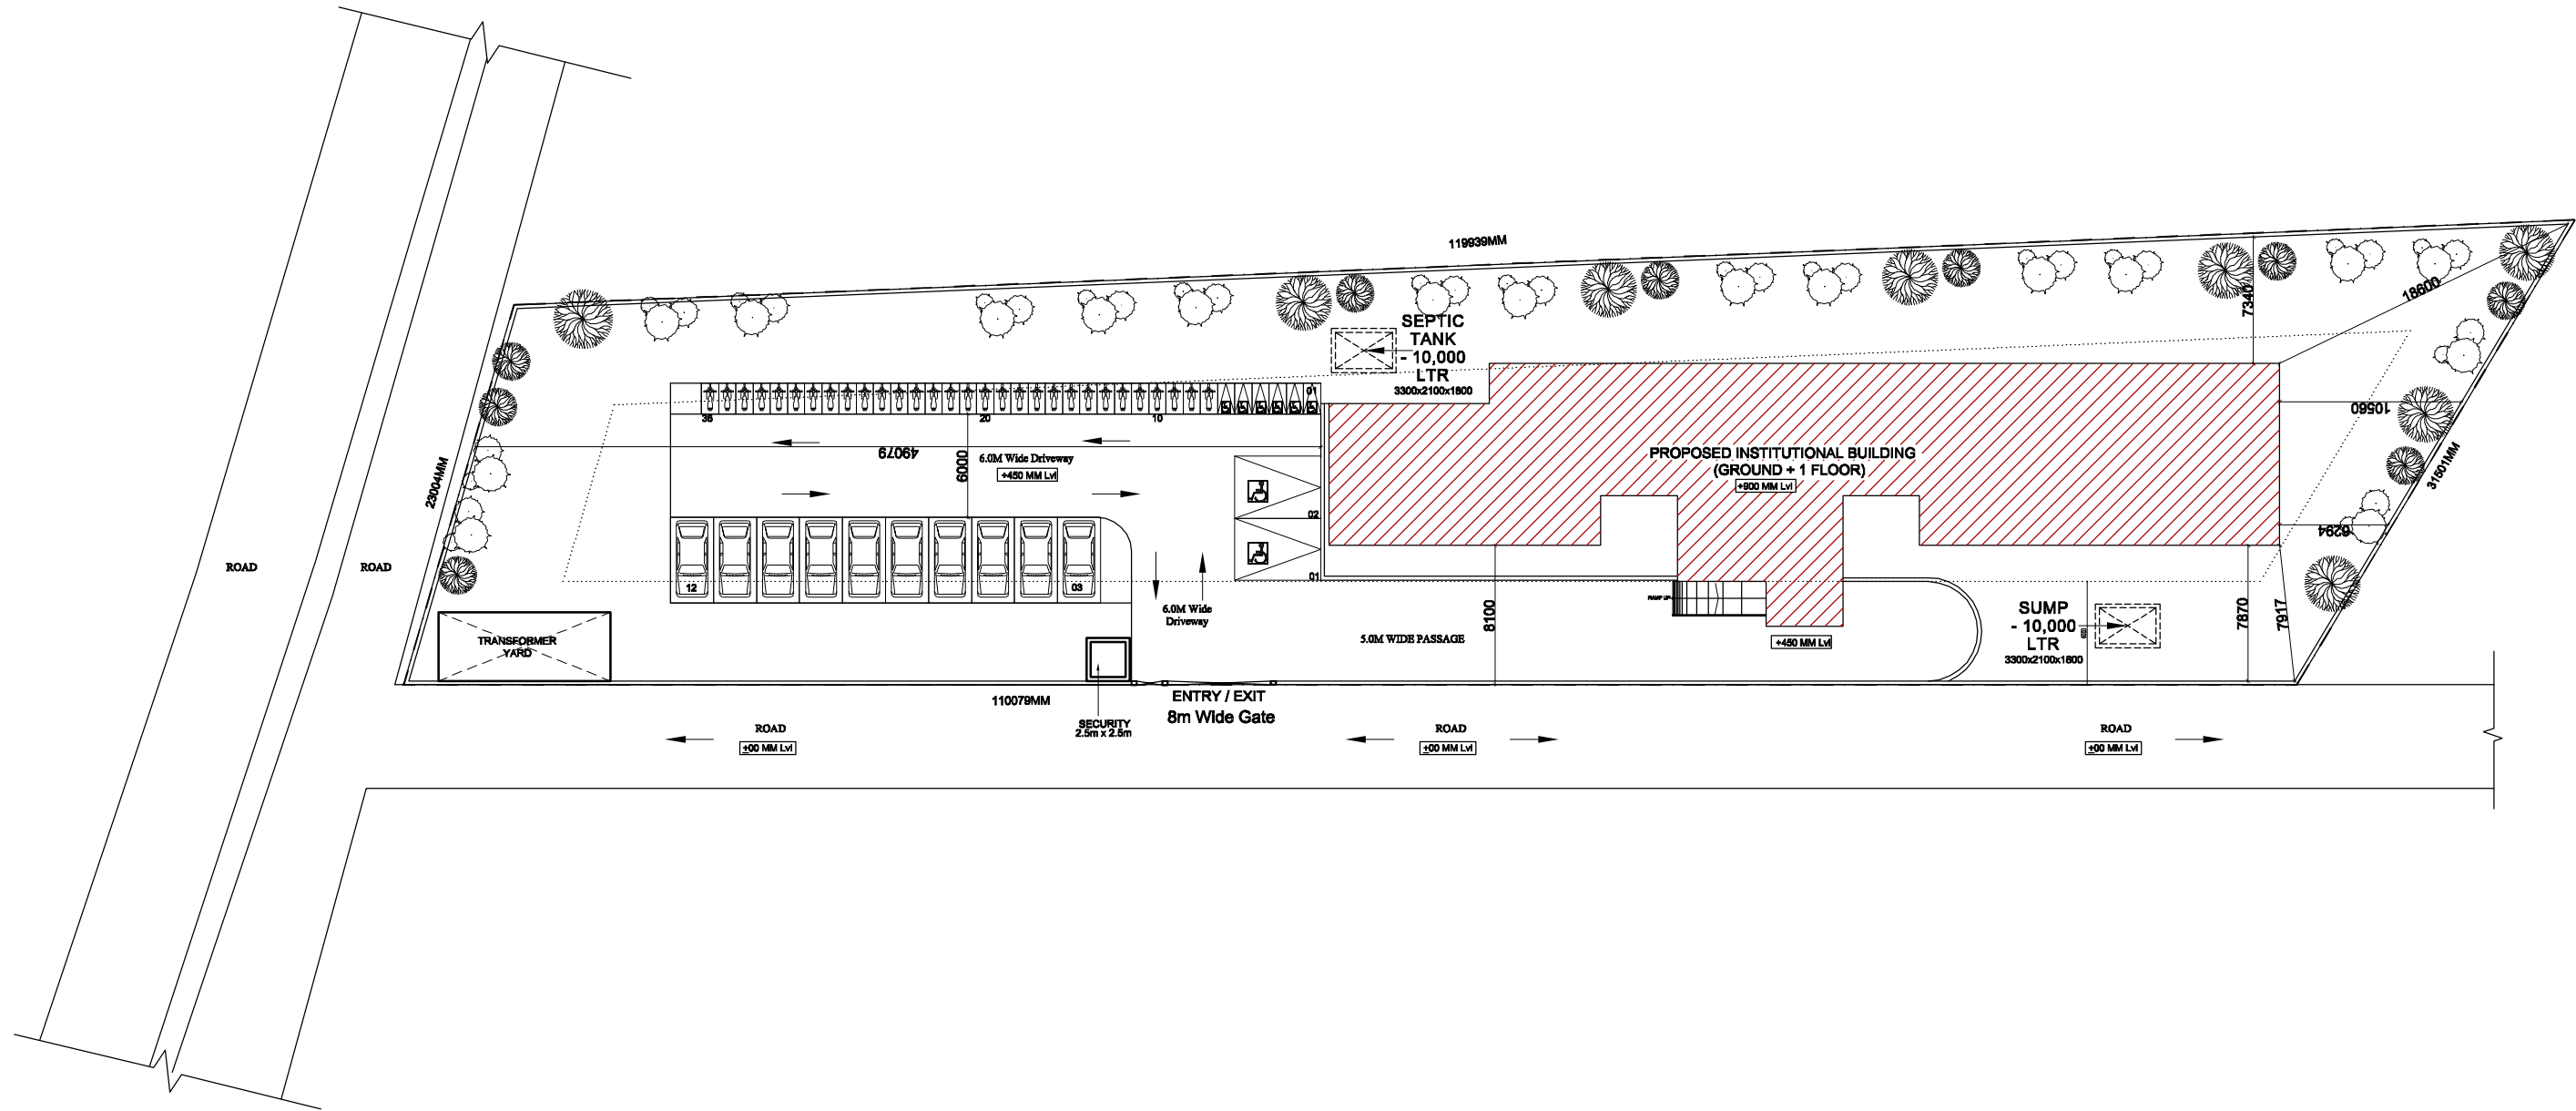 119939MM
SEPTIC
TANK
- 10,000
LTR
3300x2100x1800
7340
18600
01
36
20
10
49079
6000
6.0M Wide Driveway
+450 MM Lvl
PROPOSED INSTITUTIONAL BUILDING
(GROUND + 1 FLOOR)
+900 MM Lvl
10560
31501MM
23004MM
02
6294
ROAD
ROAD
01
12
03
6.0M Wide
Driveway
8100
5.0M WIDE PASSAGE
+450 MM Lvl
SUMP
- 10,000
LTR
3300x2100x1800
7870
7917
TRANSFORMER
YARD
110079MM
ENTRY / EXIT
8m Wide Gate
SECURITY
2.5m x 2.5m
ROAD
±00 MM Lvl
ROAD
±00 MM Lvl
ROAD
±00 MM Lvl